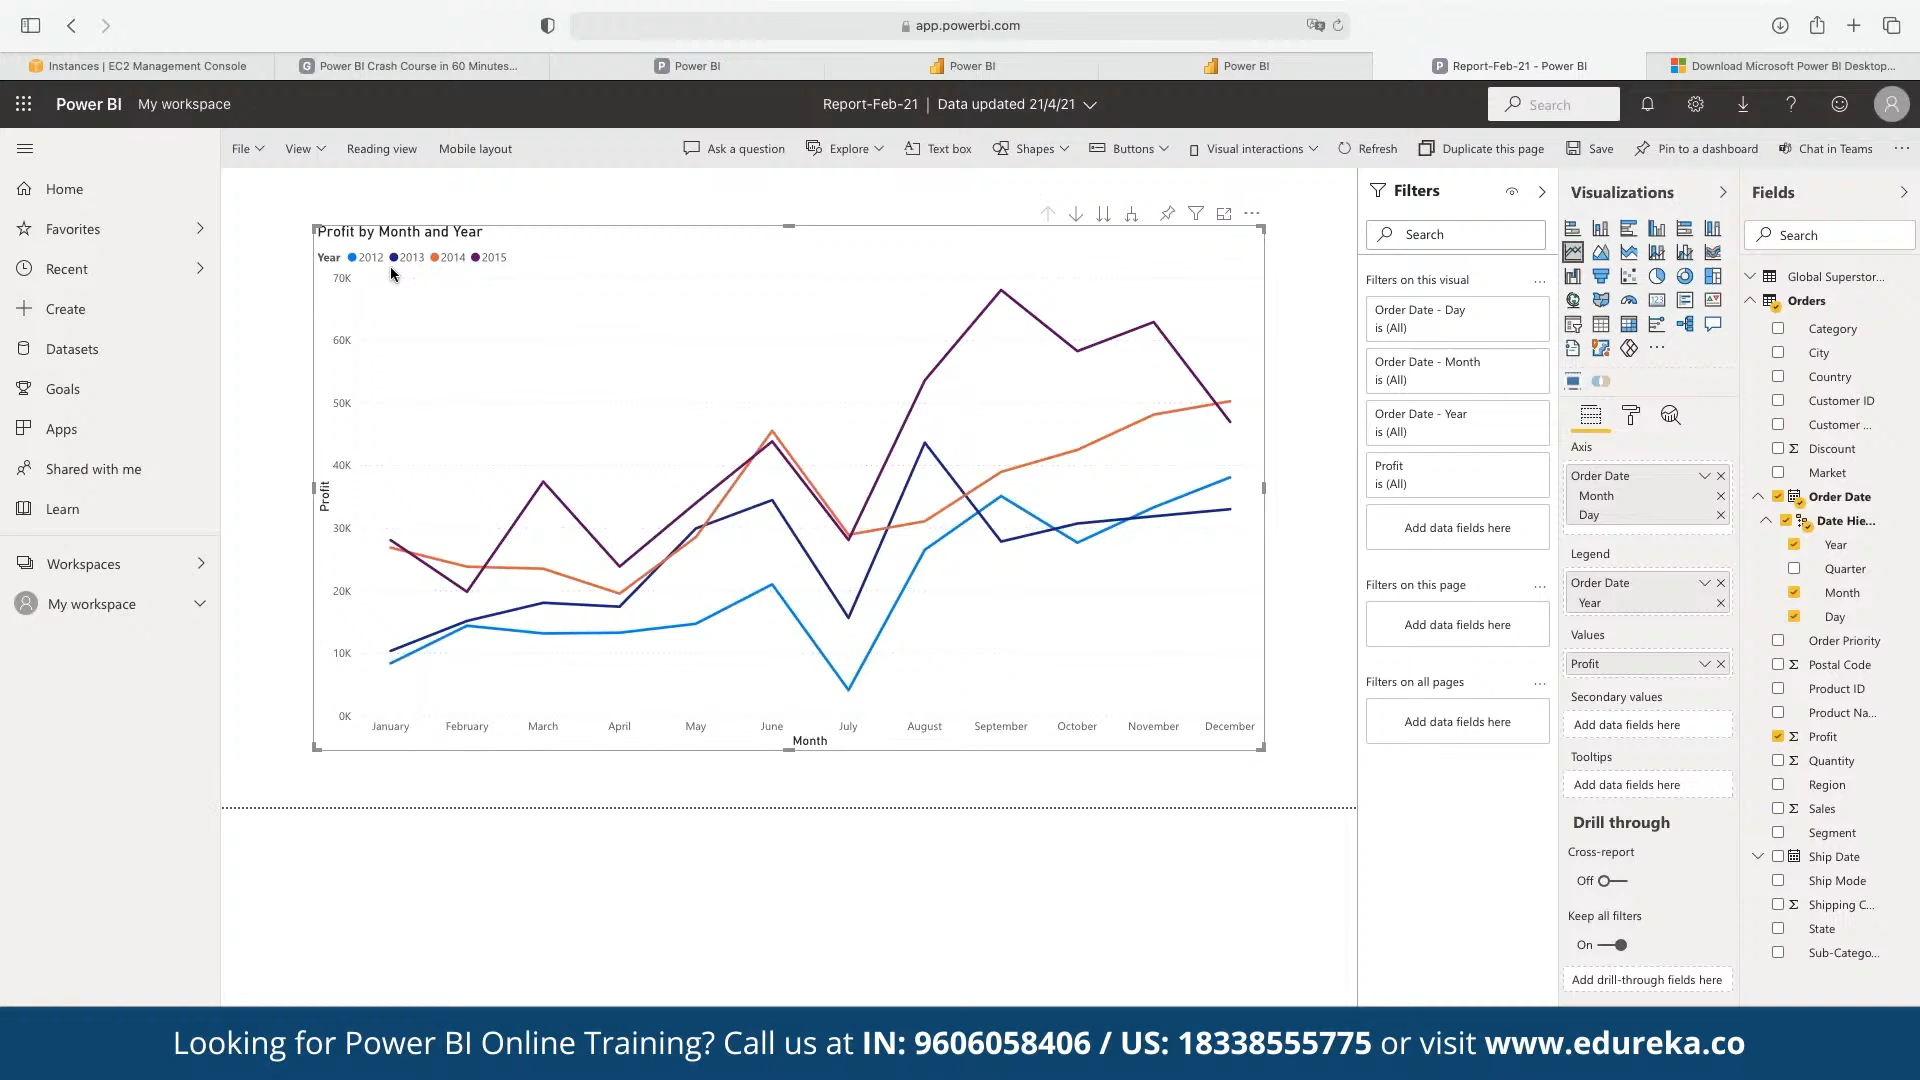 app.powerbi.com
Instances | EC2 Management Console
Power BI Crash Course in 60 Minutes...
Power BI
Power BI
Power BI
Report-Feb-21 - Power BI
Download Microsoft Power BI Desktop...
Power BI My workspace
Report-Feb-21 | Data updated 21/4/21
Search
File
View
Reading view
Mobile layout
Ask a question
Explore
Text box
Shapes
Buttons
Visual interactions
Refresh
Duplicate this page
Save
Pin to a dashboard
Chat in Teams
Home
Favorites
Recent
Create
Datasets
Goals
Apps
Shared with me
Learn
Workspaces
My workspace
Profit by Month and Year
Year 2012 2013 2014 2015
70K
60K
50K
40K
30K
20K
10K
0K
Profit
January February March April May June July August September October November December
Month
Filters
Search
Filters on this visual
Order Date - Day
is (All)
Order Date - Month
is (All)
Order Date - Year
is (All)
Profit
is (All)
Add data fields here
Filters on this page
Add data fields here
Filters on all pages
Add data fields here
Visualizations
123
Axis
Order Date
Month
Day
Legend
Order Date
Year
Values
Profit
Secondary values
Add data fields here
Tooltips
Add data fields here
Drill through
Cross-report
Off
Keep all filters
On
Add drill-through fields here
Fields
Search
Global Superstor...
Orders
Category
City
Country
Customer ID
Customer ...
Σ Discount
Market
Order Date
Date Hie...
Year
Quarter
Month
Day
Order Priority
Σ Postal Code
Product ID
Product Na...
Σ Profit
Σ Quantity
Region
Σ Sales
Segment
Ship Date
Ship Mode
Σ Shipping C...
State
Sub-Catego...
Looking for Power BI Online Training? Call us at IN: 9606058406 / US: 18338555775 or visit www.edureka.co